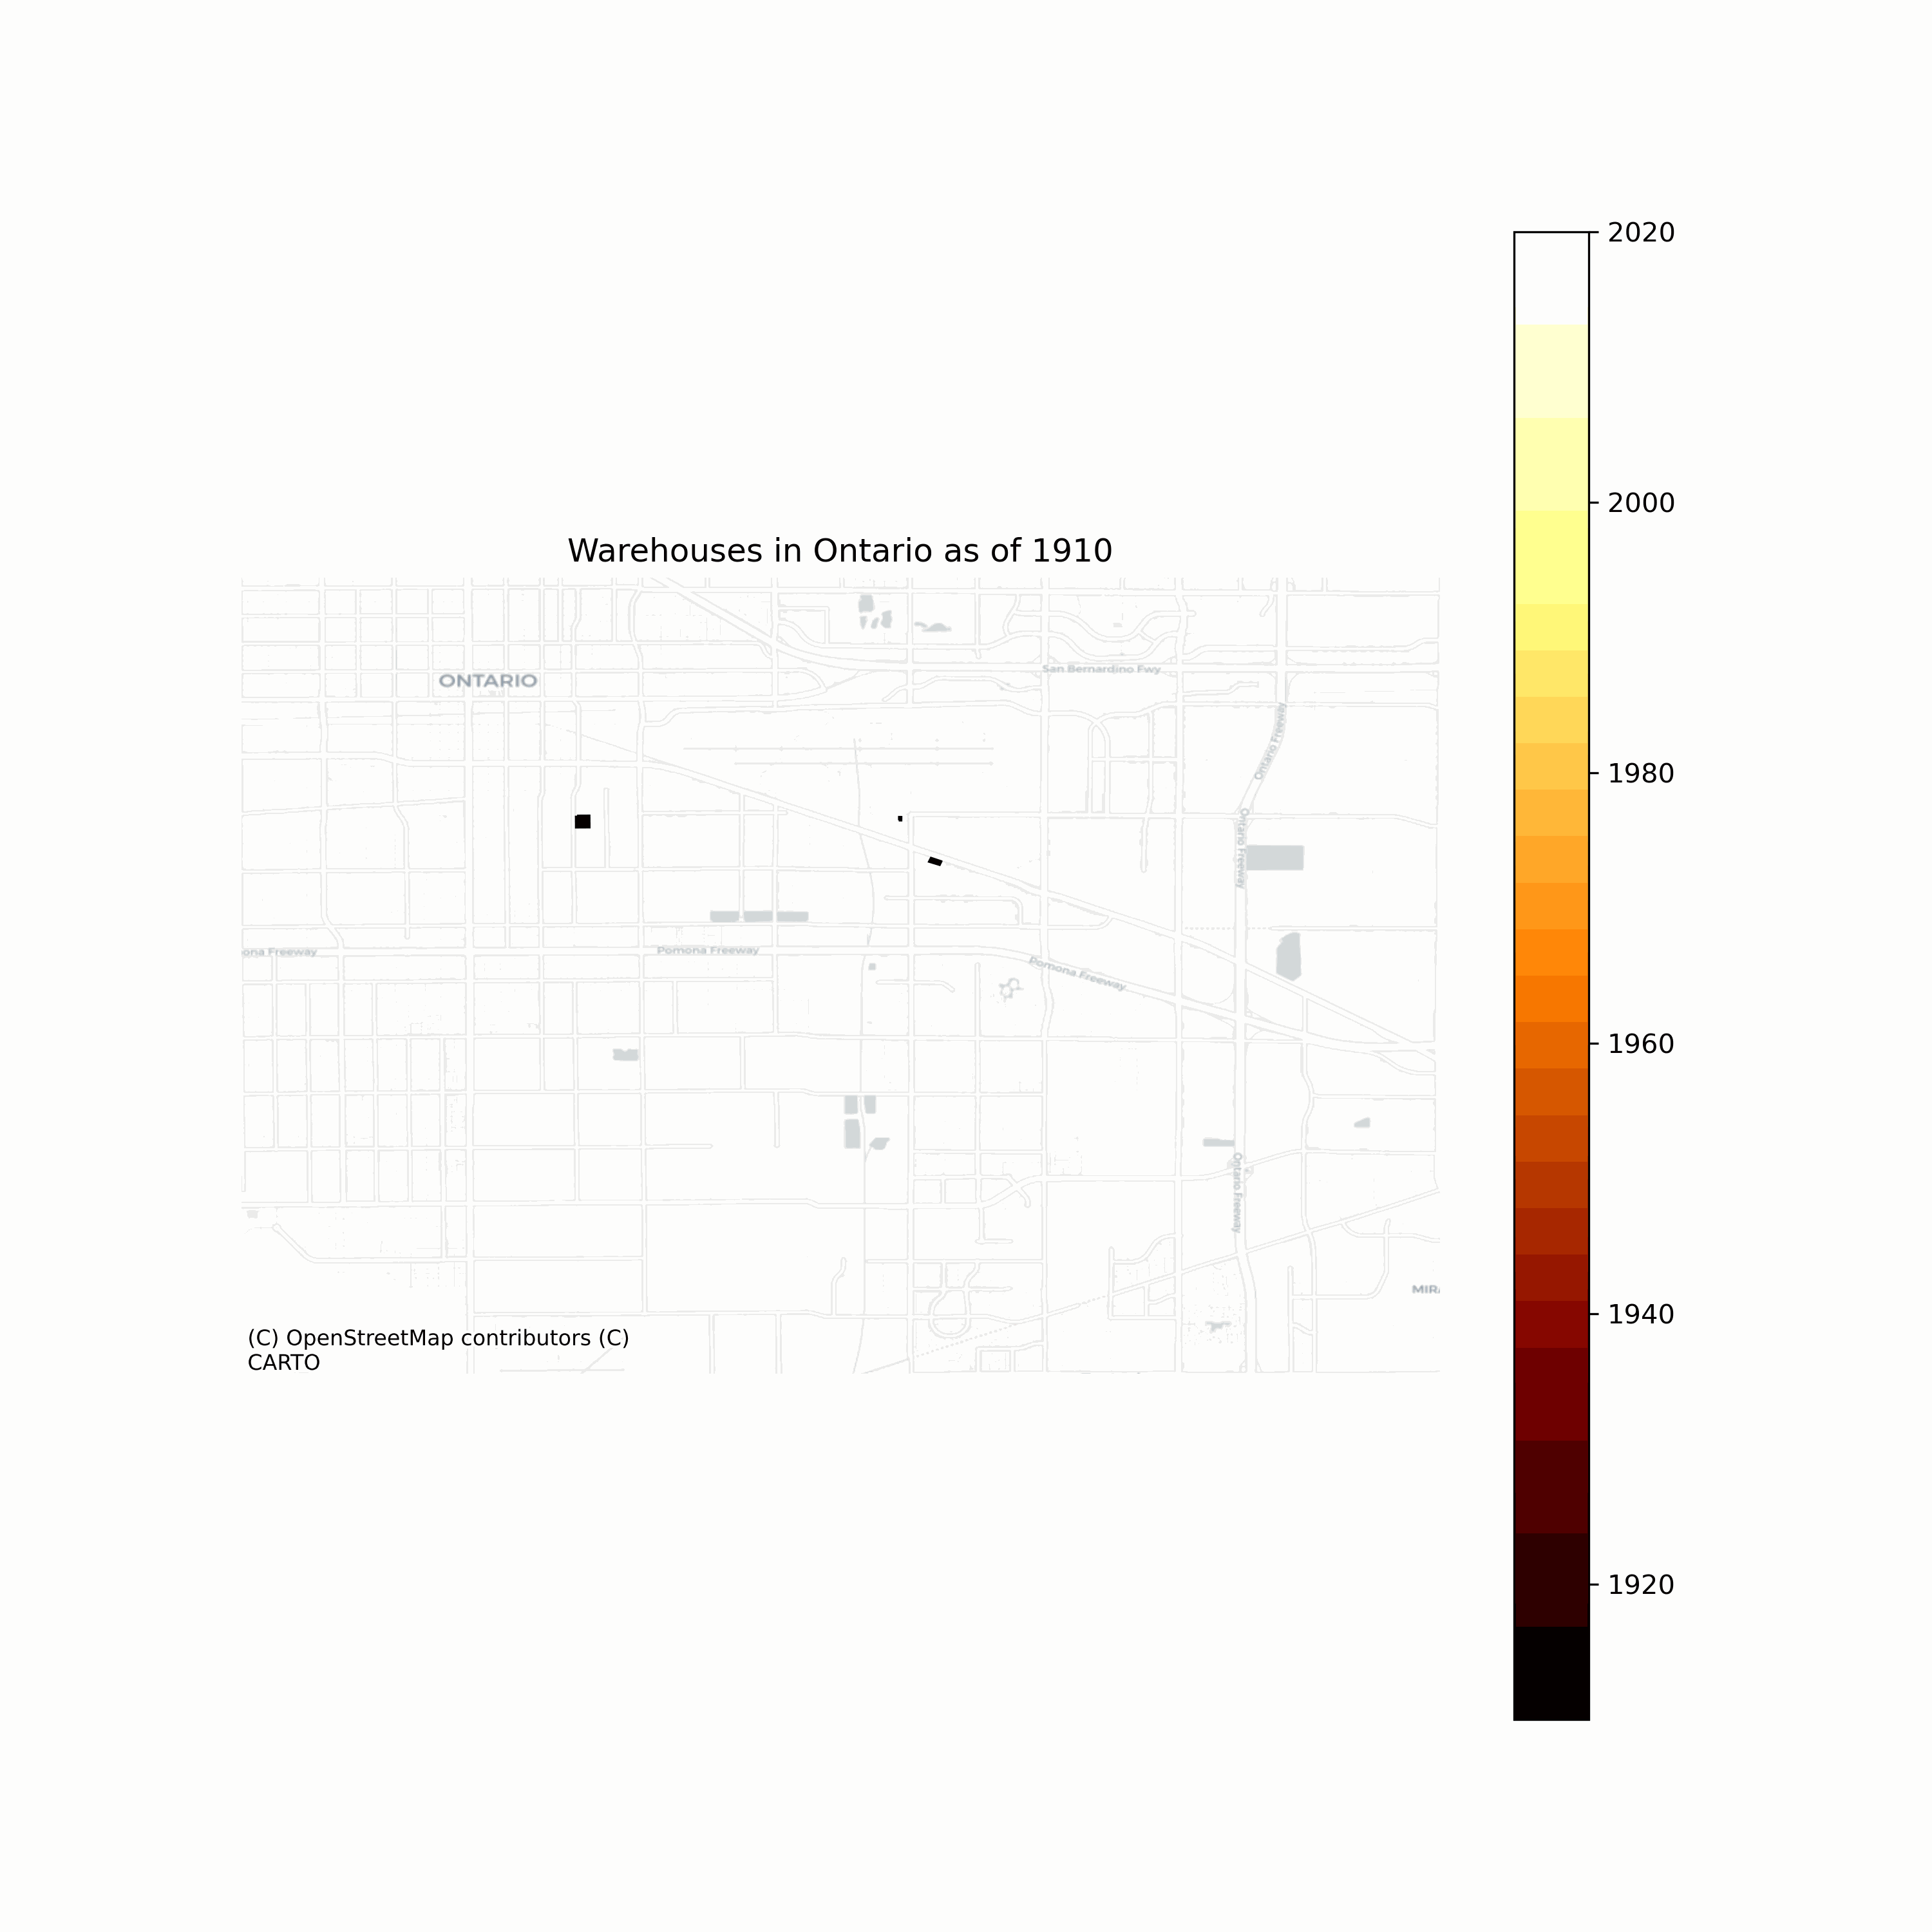 Warehouses in Ontario as of 1910
San Bernardino Fwy
ONTARIO
Ontario Freeway
Ontario Freeway
ona Freeway
Pomona Freeway
Pomona Freeway
Ontario Freeway
MIR
(C) OpenStreetMap contributors (C)
CARTO
2020
2000
1980
1960
1940
1920